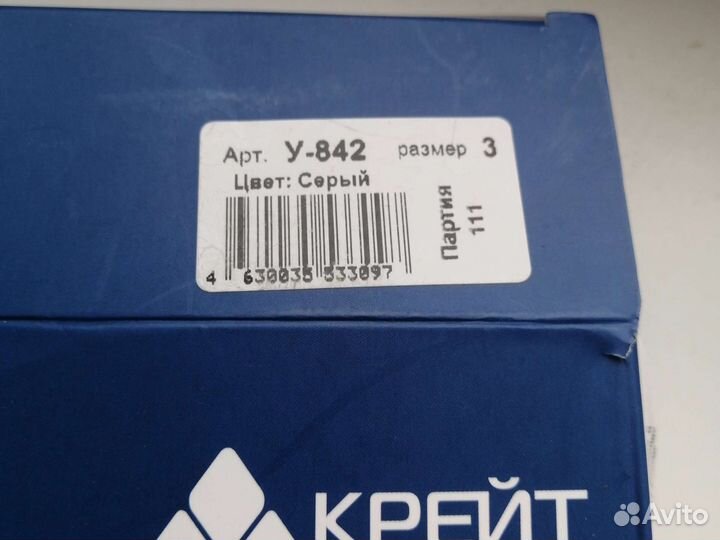 Арт. У-842 размер 3
Цвет: Серый
Партия
111
4 630035 533097
КРЕЙТ
Avito